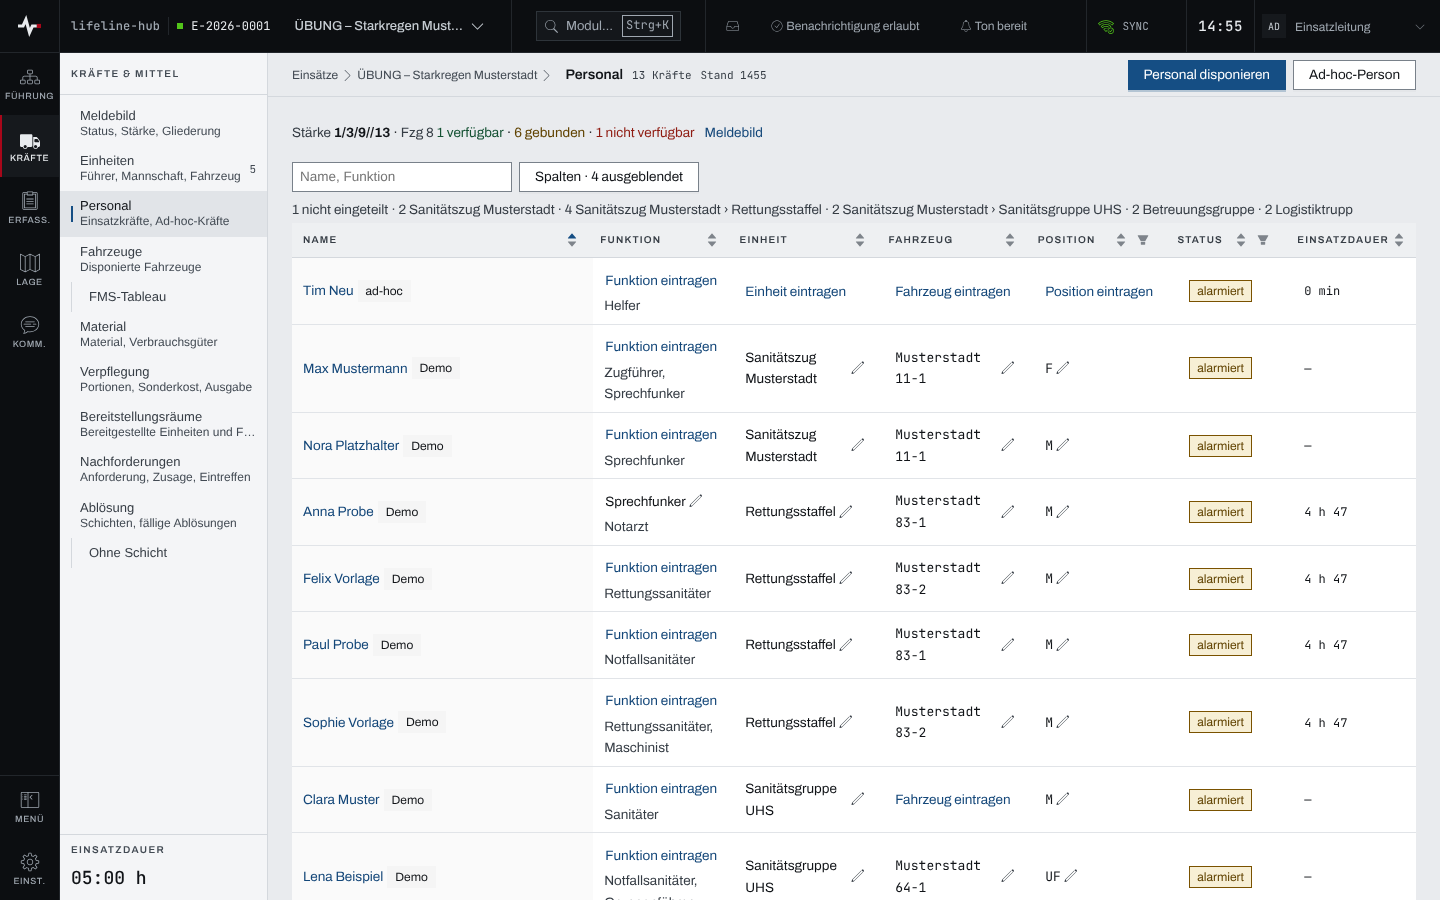 lifeline-hub
E-2026-0001
ÜBUNG – Starkregen Must...
Modul...
Strg+K
Benachrichtigung erlaubt
Ton bereit
SYNC
14:55
AD
Einsatzleitung
FÜHRUNG
KRÄFTE
ERFASS.
LAGE
KOMM.
MENÜ
EINST.
KRÄFTE & MITTEL
Meldebild
Status, Stärke, Gliederung
Einheiten
Führer, Mannschaft, Fahrzeug
5
Personal
Einsatzkräfte, Ad-hoc-Kräfte
Fahrzeuge
Disponierte Fahrzeuge
FMS-Tableau
Material
Material, Verbrauchsgüter
Verpflegung
Portionen, Sonderkost, Ausgabe
Bereitstellungsräume
Bereitgestellte Einheiten und F...
Nachforderungen
Anforderung, Zusage, Eintreffen
Ablösung
Schichten, fällige Ablösungen
Ohne Schicht
EINSATZDAUER
05:00 h
Einsätze
ÜBUNG – Starkregen Musterstadt
Personal
13 Kräfte Stand 1455
Personal disponieren
Ad-hoc-Person
Stärke 1/3/9//13 · Fzg 8 1 verfügbar · 6 gebunden · 1 nicht verfügbar Meldebild
Name, Funktion
Spalten · 4 ausgeblendet
1 nicht eingeteilt · 2 Sanitätszug Musterstadt · 4 Sanitätszug Musterstadt › Rettungsstaffel · 2 Sanitätszug Musterstadt › Sanitätsgruppe UHS · 2 Betreuungsgruppe · 2 Logistiktrupp
NAME FUNKTION EINHEIT FAHRZEUG POSITION STATUS EINSATZDAUER
Tim Neu ad-hoc
Funktion eintragen
Helfer
Einheit eintragen
Fahrzeug eintragen
Position eintragen
alarmiert
0 min
Max Mustermann Demo
Funktion eintragen
Zugführer,
Sprechfunker
Sanitätszug
Musterstadt
Musterstadt
11-1
F
alarmiert
–
Nora Platzhalter Demo
Funktion eintragen
Sprechfunker
Sanitätszug
Musterstadt
Musterstadt
11-1
M
alarmiert
–
Anna Probe Demo
Sprechfunker
Notarzt
Rettungsstaffel
Musterstadt
83-1
M
alarmiert
4 h 47
Felix Vorlage Demo
Funktion eintragen
Rettungssanitäter
Rettungsstaffel
Musterstadt
83-2
M
alarmiert
4 h 47
Paul Probe Demo
Funktion eintragen
Notfallsanitäter
Rettungsstaffel
Musterstadt
83-1
M
alarmiert
4 h 47
Sophie Vorlage Demo
Funktion eintragen
Rettungssanitäter,
Maschinist
Rettungsstaffel
Musterstadt
83-2
M
alarmiert
4 h 47
Clara Muster Demo
Funktion eintragen
Sanitäter
Sanitätsgruppe
UHS
Fahrzeug eintragen
M
alarmiert
–
Lena Beispiel Demo
Funktion eintragen
Notfallsanitäter,
Sanitätsgruppe
UHS
Musterstadt
64-1
UF
alarmiert
–